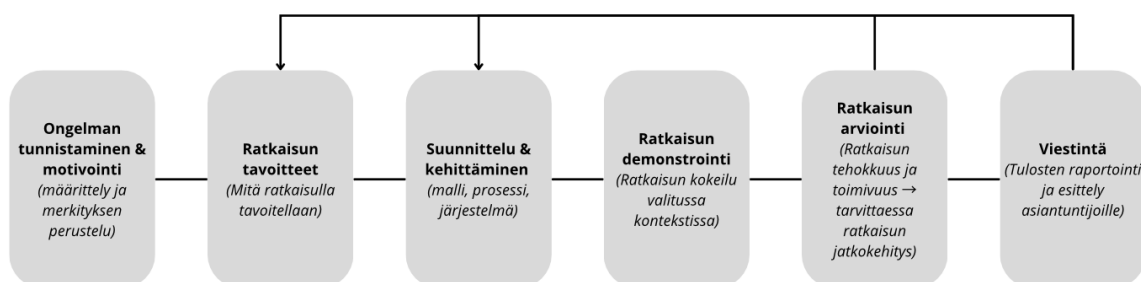 Ongelman
tunnistaminen &
motivointi
(määrittely ja
merkityksen
perustelu)
Ratkaisun
tavoitteet
(Mitä ratkaisulla
tavoitellaan)
Suunnittelu &
kehittäminen
(malli, prosessi,
järjestelmä)
Ratkaisun
demonstrointi
(Ratkaisun kokeilu
valitussa
kontekstissa)
Ratkaisun
arviointi
(Ratkaisun
tehokkuus ja
toimivuus →
tarvittaessa
ratkaisun
jatkokehitys)
Viestintä
(Tulosten raportointi
ja esittely
asiantuntijoille)